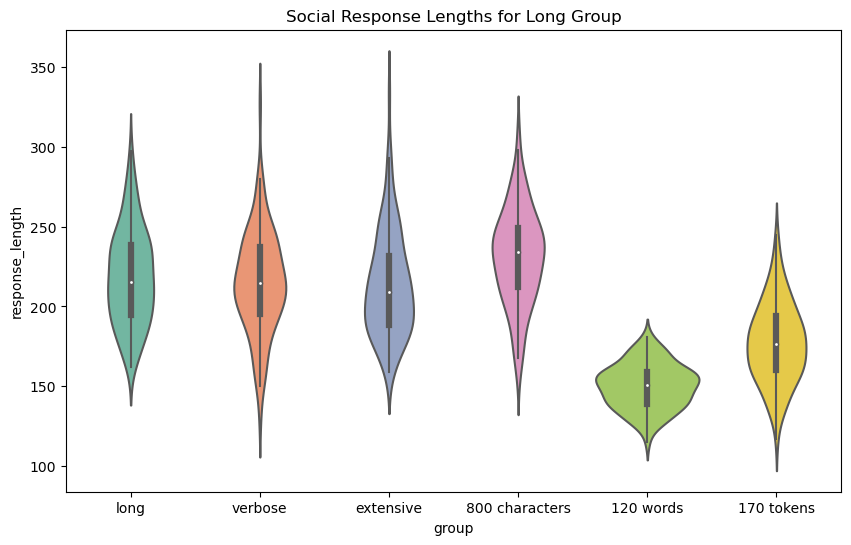 Social Response Lengths for Long Group
response_length
350
300
250
200
150
100
long verbose extensive 800 characters 120 words 170 tokens
group